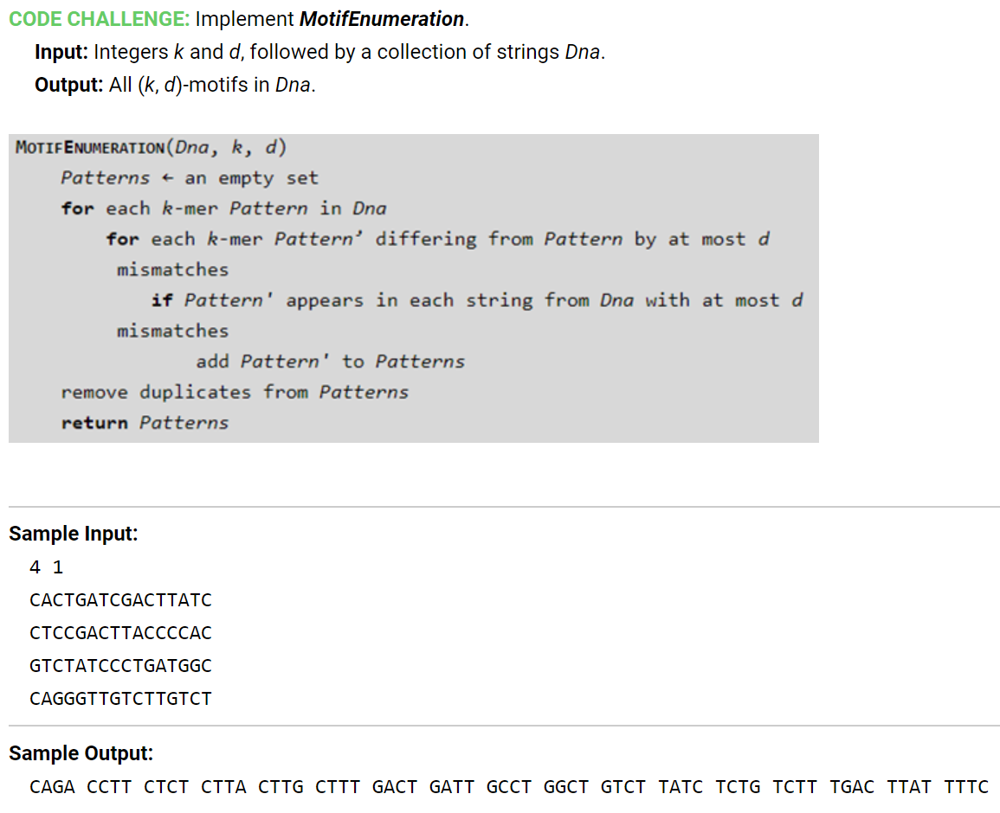 CODE CHALLENGE: Implement MotifEnumeration.
Input: Integers k and d, followed by a collection of strings Dna.
Output: All (k, d)-motifs in Dna.
MOTIFENUMERATION(Dna, k, d)
Patterns ← an empty set
for each k-mer Pattern in Dna
for each k-mer Pattern’ differing from Pattern by at most d
mismatches
if Pattern' appears in each string from Dna with at most d
mismatches
add Pattern' to Patterns
remove duplicates from Patterns
return Patterns
Sample Input:
4 1
CACTGATCGACTTATC
CTCCGACTTACCCCAC
GTCTATCCCTGATGGC
CAGGGTTGTCTTGTCT
Sample Output:
CAGA CCTT CTCT CTTA CTTG CTTT GACT GATT GCCT GGCT GTCT TATC TCTG TCTT TGAC TTAT TTTC